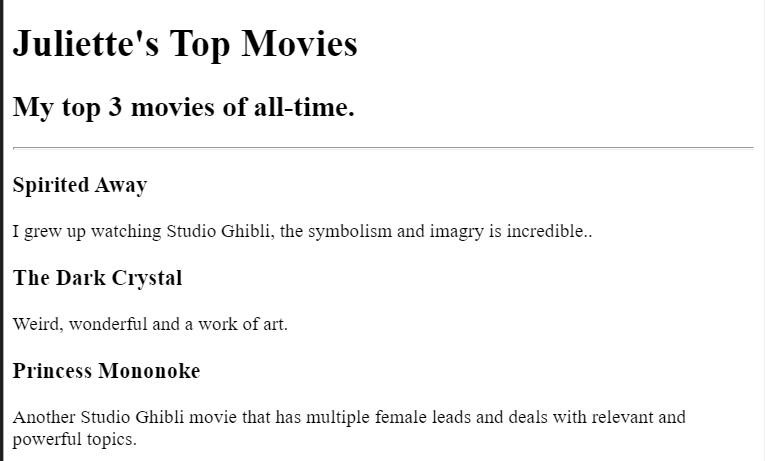 Juliette's Top Movies
My top 3 movies of all-time.
Spirited Away
I grew up watching Studio Ghibli, the symbolism and imagry is incredible..
The Dark Crystal
Weird, wonderful and a work of art.
Princess Mononoke
Another Studio Ghibli movie that has multiple female leads and deals with relevant and
powerful topics.